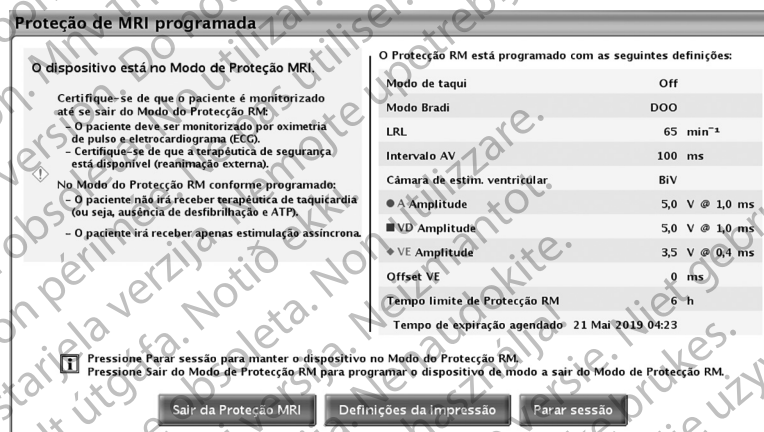 Proteção de MRI programada
O dispositivo está no Modo de Proteção MRI.
Certifique-se de que o paciente é monitorizado
até se sair do Modo do Protecção RM:
- O paciente deve ser monitorizado por oximetria
de pulso e eletrocardiograma (ECG).
- Certifique-se de que a terapêutica de segurança
está disponível (reanimação externa).
No Modo do Protecção RM conforme programado:
- O paciente não irá receber terapêutica de taquicardia
(ou seja, ausência de desfibrilhação e ATP).
- O paciente irá receber apenas estimulação assíncrona.
O Protecção RM está programado com as seguintes definições:
Modo de taqui Off
Modo Bradi DOO
LRL 65 min⁻¹
Intervalo AV 100 ms
Câmara de estim. ventricular BiV
A Amplitude 5,0 V @ 1,0 ms
VD Amplitude 5,0 V @ 1,0 ms
VE Amplitude 3,5 V @ 0,4 ms
Offset VE 0 ms
Tempo limite de Protecção RM 6 h
Tempo de expiração agendado 21 Mai 2019 04:23
Pressione Parar sessão para manter o dispositivo no Modo do Protecção RM.
Pressione Sair do Modo de Protecção RM para programar o dispositivo de modo a sair do Modo de Protecção RM.
Sair da Proteção MRI Definições da impressão Parar sessão